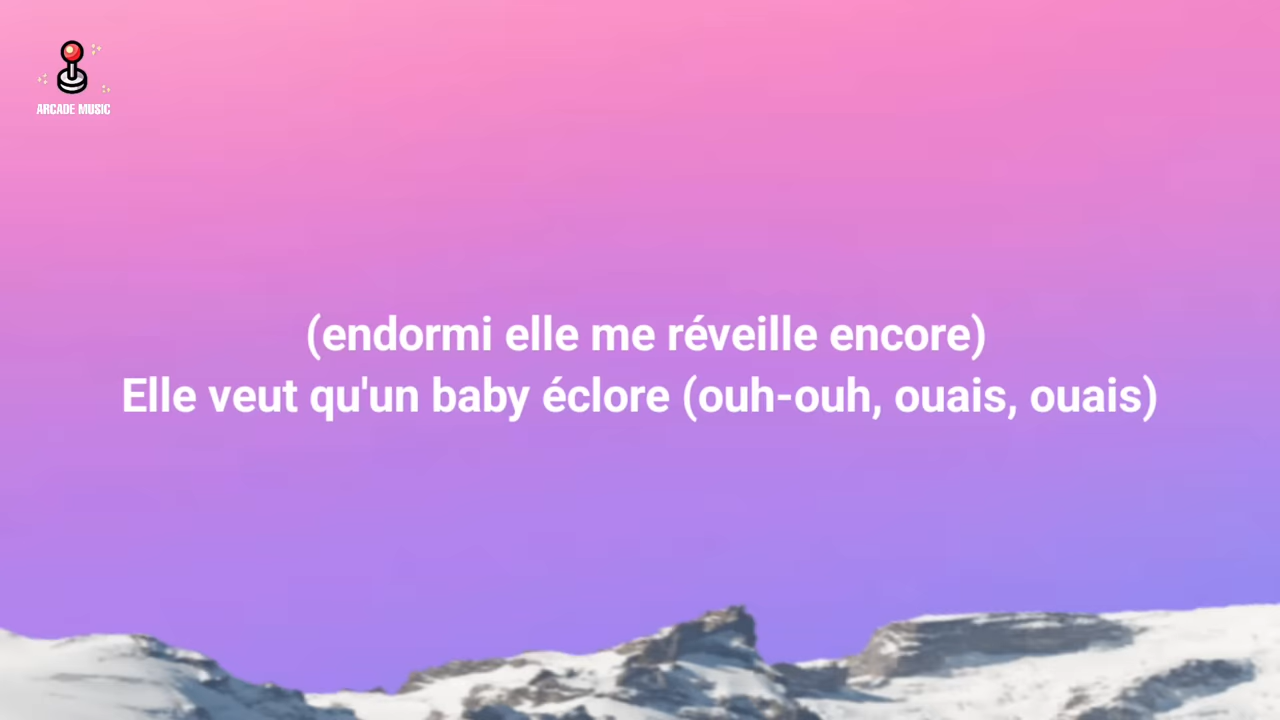 ARCADE MUSIC
(endormi elle me réveille encore)
Elle veut qu'un baby éclore (ouh-ouh, ouais, ouais)